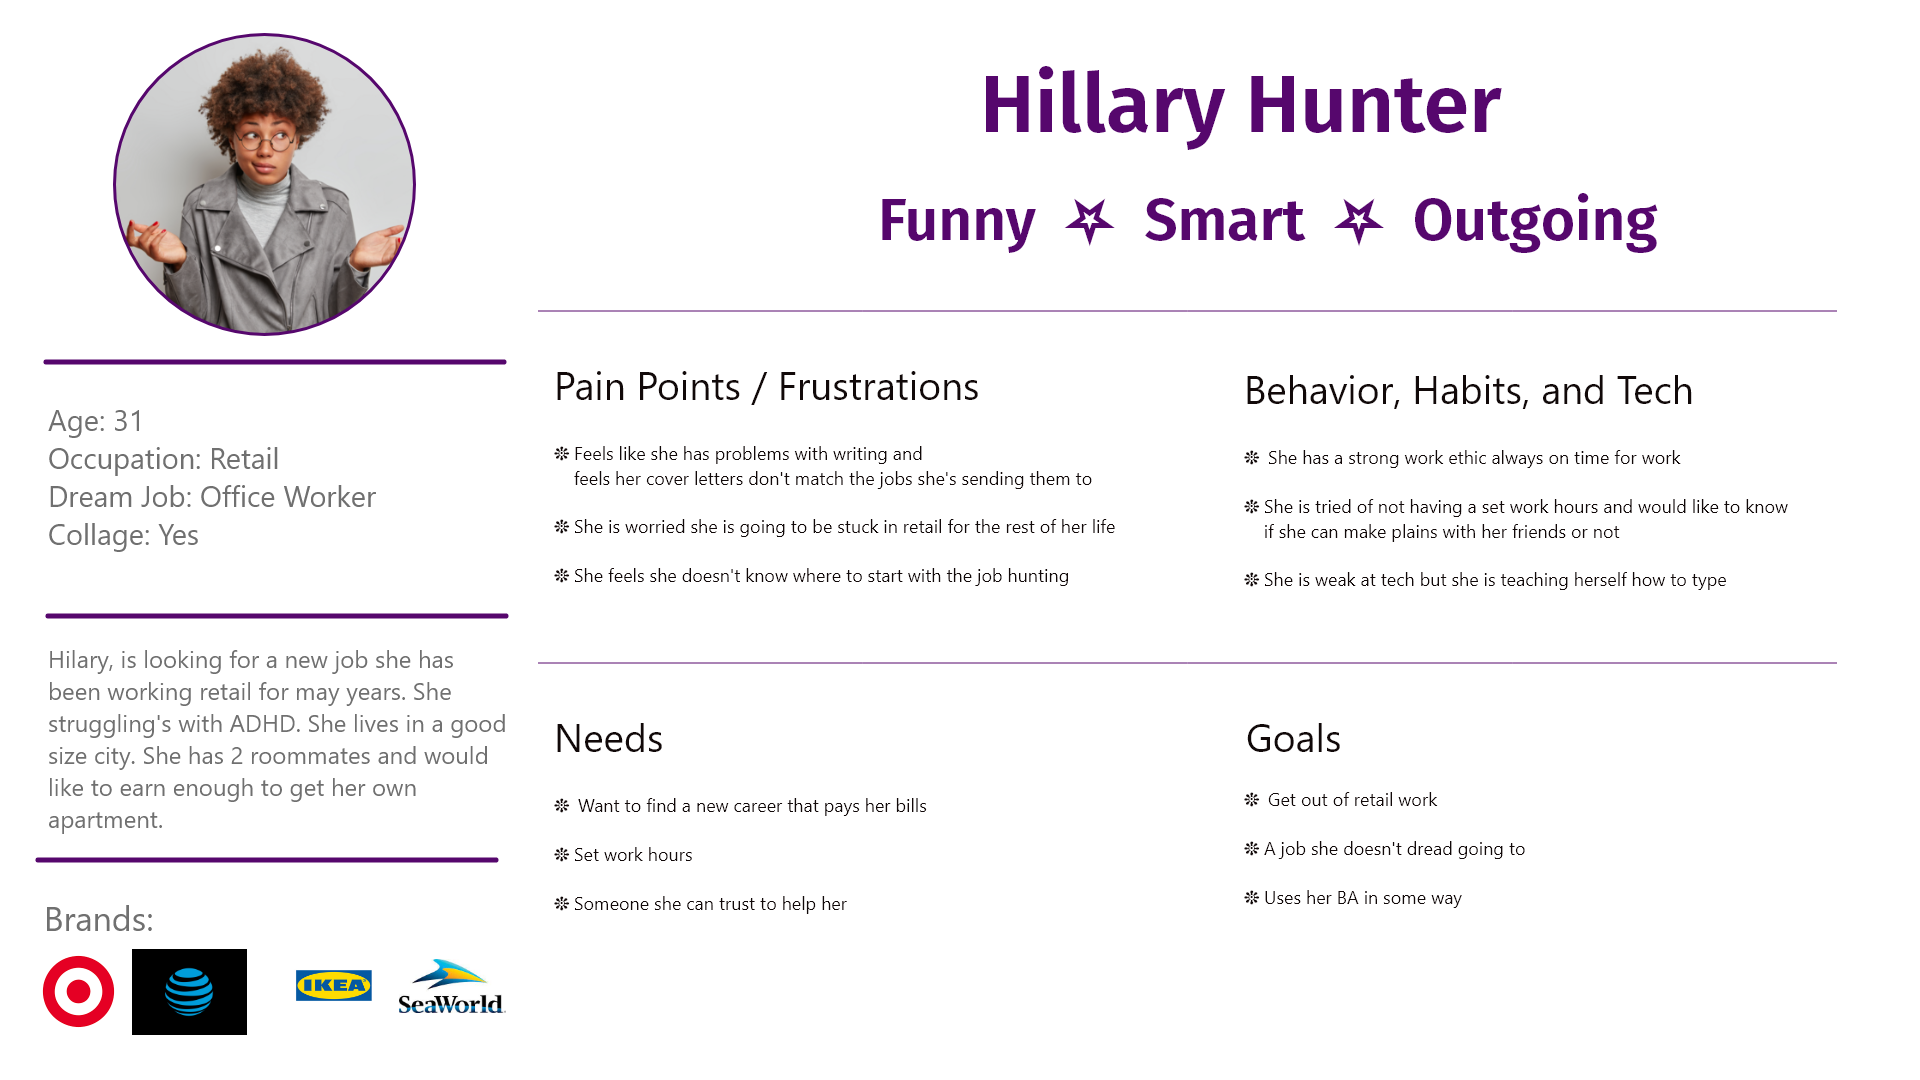 Hillary Hunter
Funny ✯ Smart ✯ Outgoing
Age: 31
Occupation: Retail
Dream Job: Office Worker
Collage: Yes
Hilary, is looking for a new job she has
been working retail for may years. She
struggling's with ADHD. She lives in a good
size city. She has 2 roommates and would
like to earn enough to get her own
apartment.
Brands:
IKEA
SeaWorld
Pain Points / Frustrations
❊ Feels like she has problems with writing and
feels her cover letters don't match the jobs she's sending them to
❊ She is worried she is going to be stuck in retail for the rest of her life
❊ She feels she doesn't know where to start with the job hunting
Behavior, Habits, and Tech
❊ She has a strong work ethic always on time for work
❊ She is tried of not having a set work hours and would like to know
if she can make plains with her friends or not
❊ She is weak at tech but she is teaching herself how to type
Needs
❊ Want to find a new career that pays her bills
❊ Set work hours
❊ Someone she can trust to help her
Goals
❊ Get out of retail work
❊ A job she doesn't dread going to
❊ Uses her BA in some way